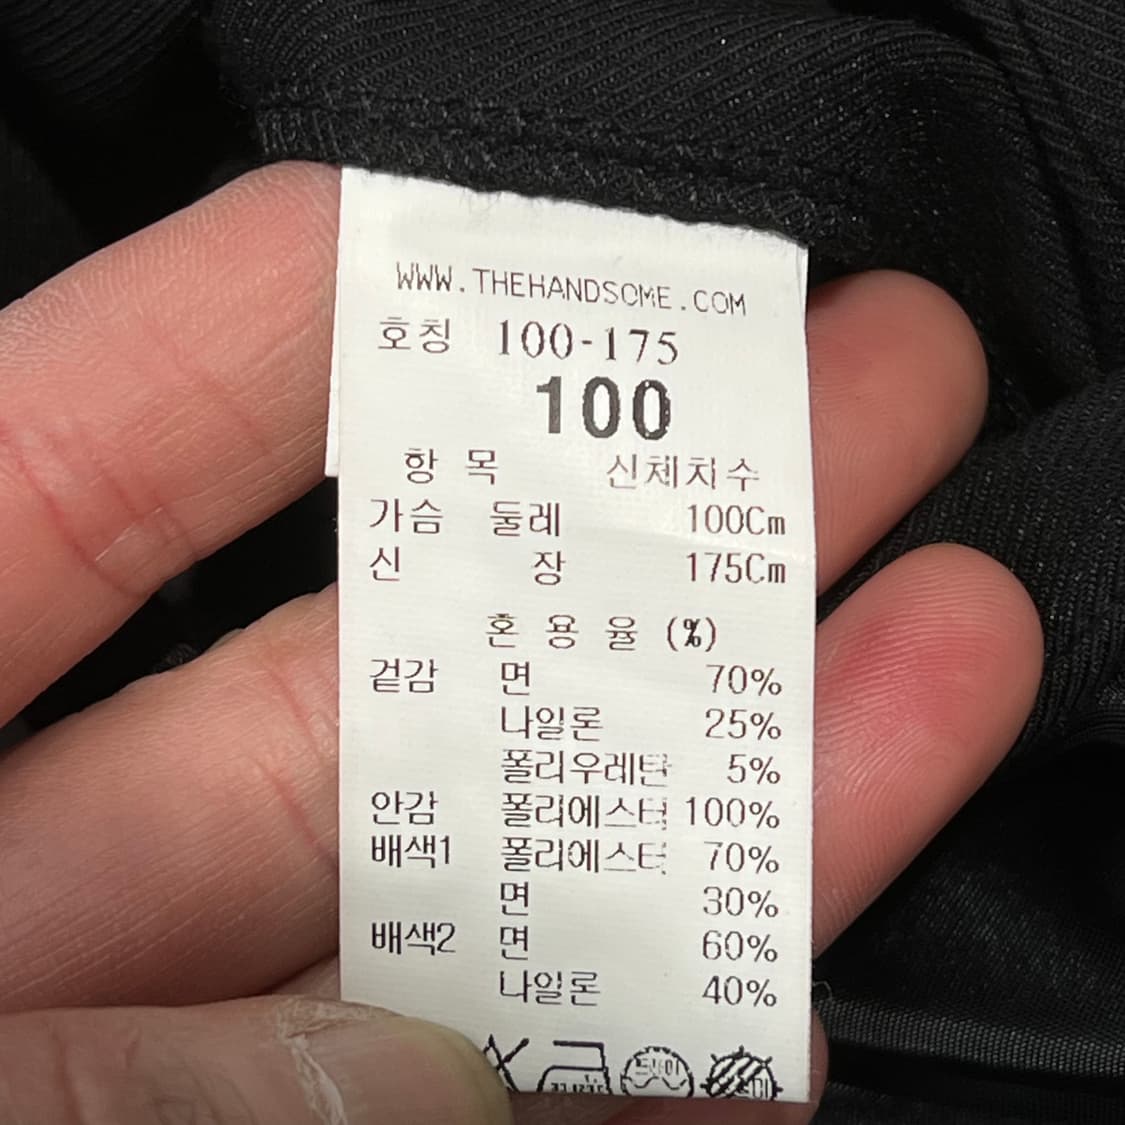 WWW.THEHANDSOME.COM
호칭 100-175
100
항 목 신체치수
가슴 둘레 100Cm
신 장 175Cm
혼 용 율 (%)
겉감 면 70%
나일론 25%
폴리우레탄 5%
안감 폴리에스터 100%
배색1 폴리에스터 70%
면 30%
배색2 면 60%
나일론 40%